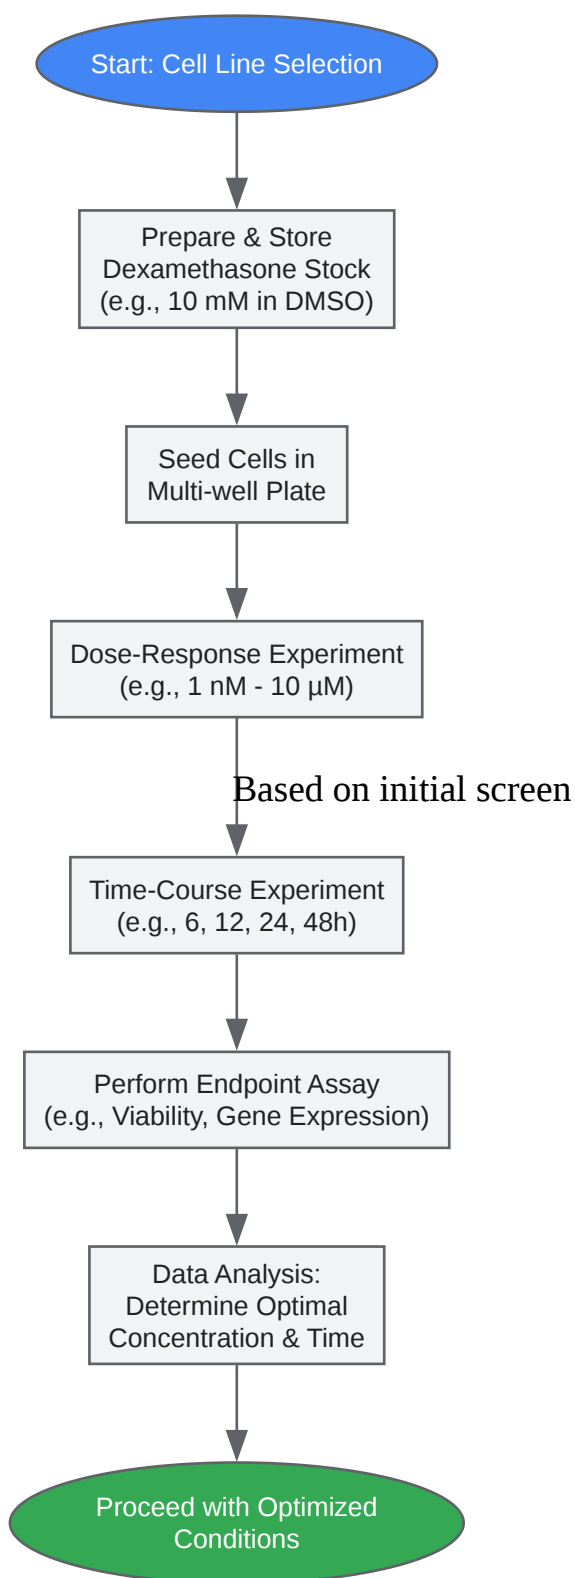 Start: Cell Line Selection
Prepare & Store
Dexamethasone Stock
(e.g., 10 mM in DMSO)
Seed Cells in
Multi-well Plate
Dose-Response Experiment
(e.g., 1 nM - 10 µM)
Based on initial screen
Time-Course Experiment
(e.g., 6, 12, 24, 48h)
Perform Endpoint Assay
(e.g., Viability, Gene Expression)
Data Analysis:
Determine Optimal
Concentration & Time
Proceed with Optimized
Conditions